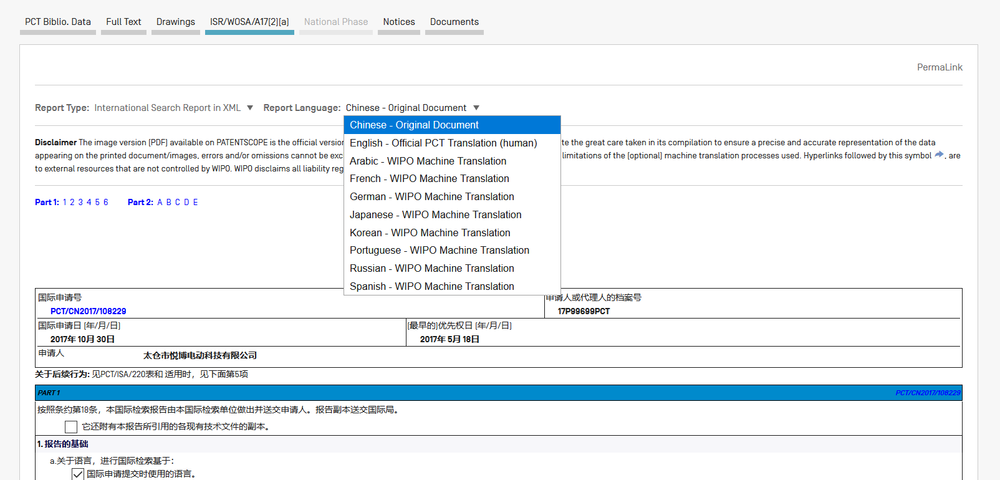 PCT Biblio. Data Full Text Drawings ISR/WOSA/A17(2)(a) National Phase Notices Documents
PermaLink
Report Type: International Search Report in XML ▼ Report Language: Chinese - Original Document ▼
Chinese - Original Document
English - Official PCT Translation (human)
Arabic - WIPO Machine Translation
French - WIPO Machine Translation
German - WIPO Machine Translation
Japanese - WIPO Machine Translation
Korean - WIPO Machine Translation
Portuguese - WIPO Machine Translation
Russian - WIPO Machine Translation
Spanish - WIPO Machine Translation
Disclaimer The image version (PDF) available on PATENTSCOPE is the official version te the great care taken in its compilation to ensure a precise and accurate representation of the data
appearing on the printed document/images, errors and/or omissions cannot be exc limitations of the (optional) machine translation processes used. Hyperlinks followed by this symbol , are
to external resources that are not controlled by WIPO. WIPO disclaims all liability reg
Part 1: 1 2 3 4 5 6 Part 2: A B C D E
国际申请号 申请人或代理人的档案号
PCT/CN2017/108229 17P99699PCT
国际申请日 (年/月/日) (最早的)优先权日 (年/月/日)
2017年 10月 30日 2017年 5月 18日
申请人 太仓市悦博电动科技有限公司
关于后续行为: 见PCT/ISA/220表和 适用时，见下面第5项
PART 1 PCT/CN2017/108229
按照条约第18条，本国际检索报告由本国际检索单位做出并送交申请人。报告副本送交国际局。
它还附有本报告所引用的各现有技术文件的副本。
1. 报告的基础
a.关于语言，进行国际检索基于：
国际申请提交时使用的语言。